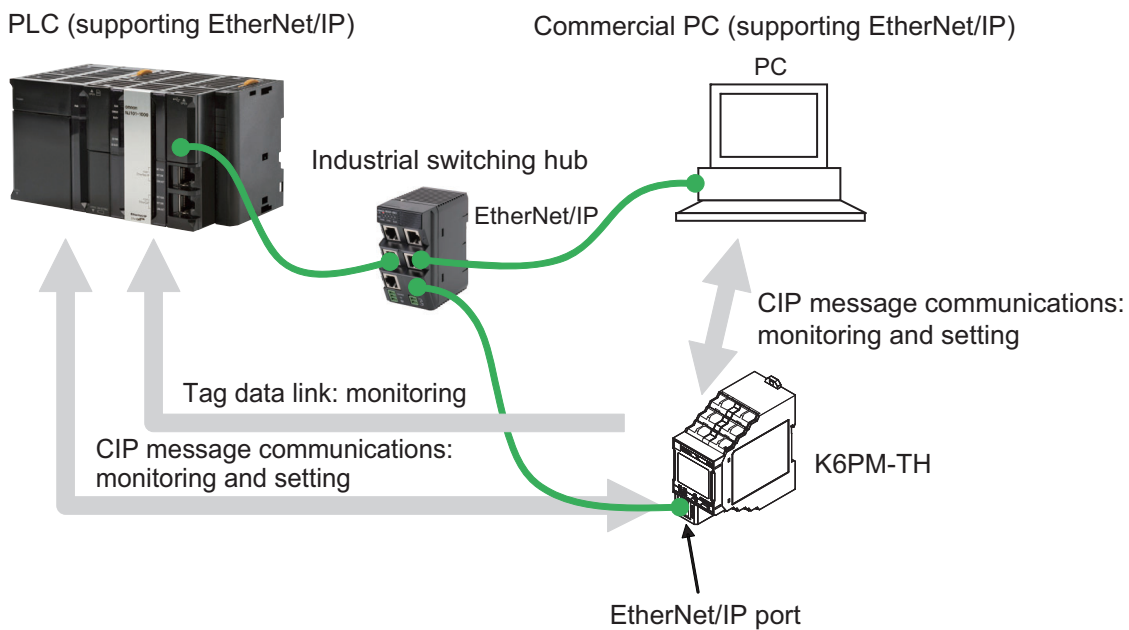 PLC (supporting EtherNet/IP)
Commercial PC (supporting EtherNet/IP)
PC
Industrial switching hub
EtherNet/IP
CIP message communications:
monitoring and setting
Tag data link: monitoring
CIP message communications:
monitoring and setting
K6PM-TH
EtherNet/IP port